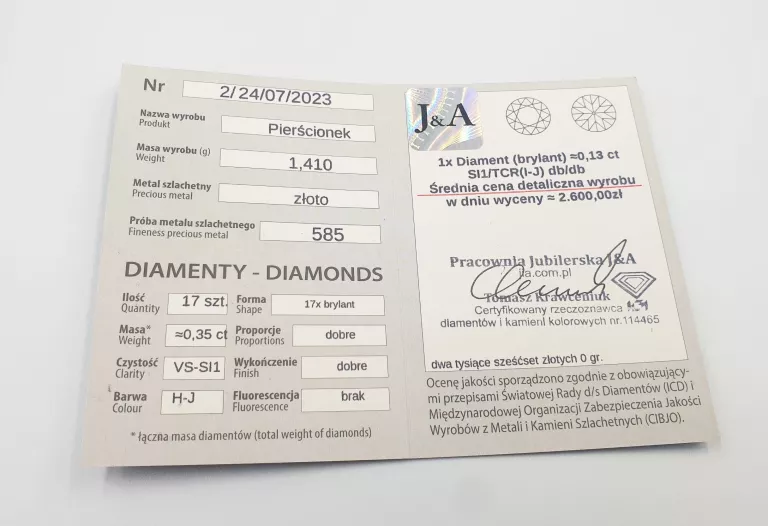 Nr 2/24/07/2023
Nazwa wyrobu
Produkt
Pierścionek
Masa wyrobu (g)
Weight
1,410
Metal szlachetny
Precious metal
złoto
Próba metalu szlachetnego
Fineness precious metal
585
DIAMENTY - DIAMONDS
Ilość
Quantity
17 szt.
Forma
Shape
17x brylant
Masa*
Weight
≈0,35 ct
Proporcje
Proportions
dobre
Czystość
Clarity
VS-SI1
Wykończenie
Finish
dobre
Barwa
Colour
H-J
Fluorescencja
Fluorescence
brak
* łączna masa diamentów (total weight of diamonds)
J&A
1x Diament (brylant) ≈0,13 ct
SI1/TCR(I-J) db/db
Średnia cena detaliczna wyrobu
w dniu wyceny ≈ 2.600,00zł
Pracownia Jubilerska J&A
Tomasz Krawceniuk
Certyfikowany rzeczoznawca
diamentów i kamieni kolorowych nr.114465
dwa tysiące sześćset złotych 0 gr.
Ocenę jakości sporządzono zgodnie z obowiązujący-
mi przepisami Światowej Rady d/s Diamentów (ICD) i
Międzynarodowej Organizacji Zabezpieczenia Jakości
Wyrobów z Metali i Kamieni Szlachetnych (CIBJO).